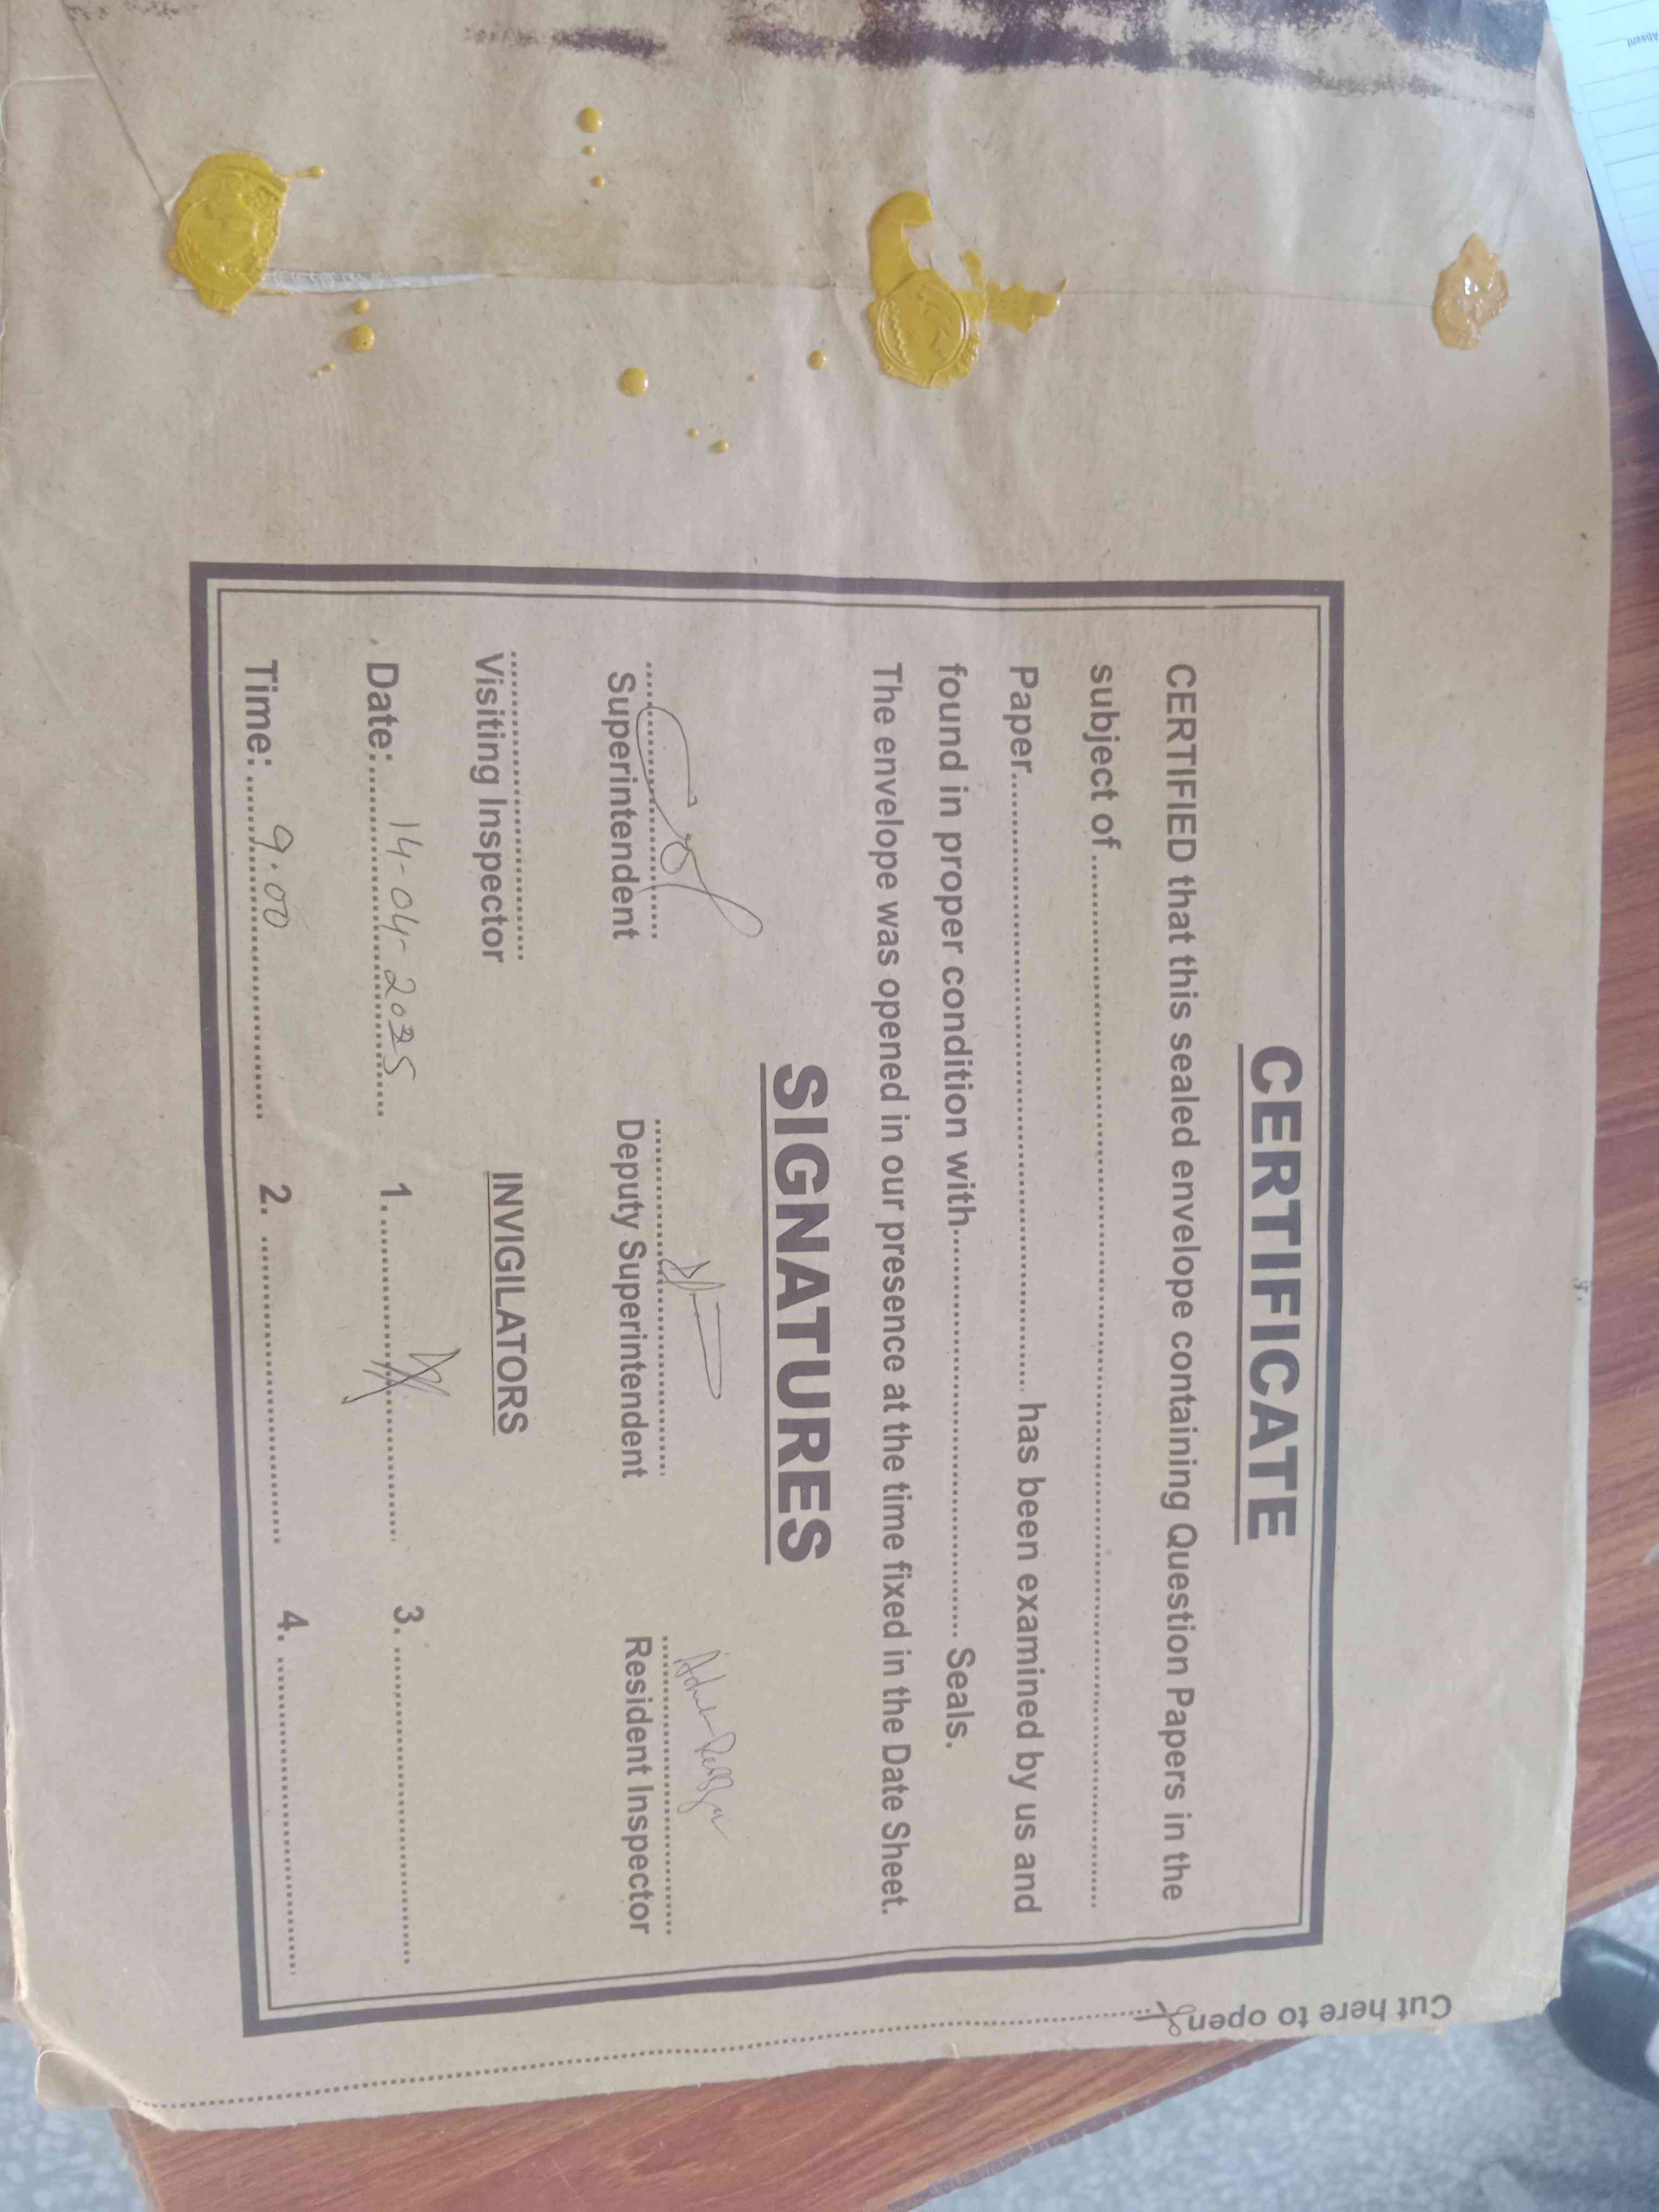 CERTIFICATE
CERTIFIED that this sealed envelope containing Question Papers in the
subject of
Paper has been examined by us and
found in proper condition with Seals.
The envelope was opened in our presence at the time fixed in the Date Sheet.
SIGNATURES
Superintendent Deputy Superintendent Resident Inspector
Visiting Inspector INVIGILATORS
Date: 14-04-2025 1. 3.
Time: 9:00 2. 4.
Cut here to open
Absent